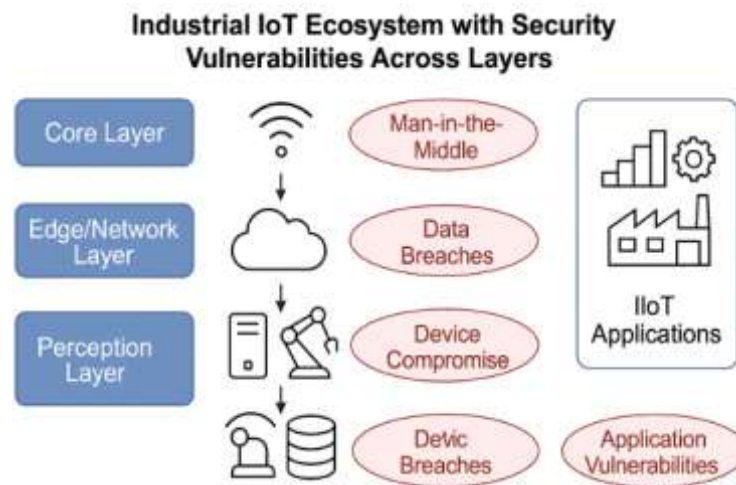 Industrial IoT Ecosystem with Security
Vulnerabilities Across Layers
Core Layer
Man-in-the-
Middle
Edge/Network
Layer
Data
Breaches
IIoT
Applications
Perception
Layer
Device
Compromise
Detvic
Breaches
Application
Vulnerabilities